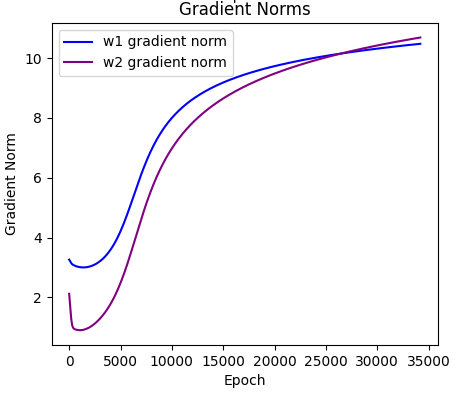 Gradient Norms
w1 gradient norm
w2 gradient norm
Gradient Norm
10
8
6
4
2
0 5000 10000 15000 20000 25000 30000 35000
Epoch